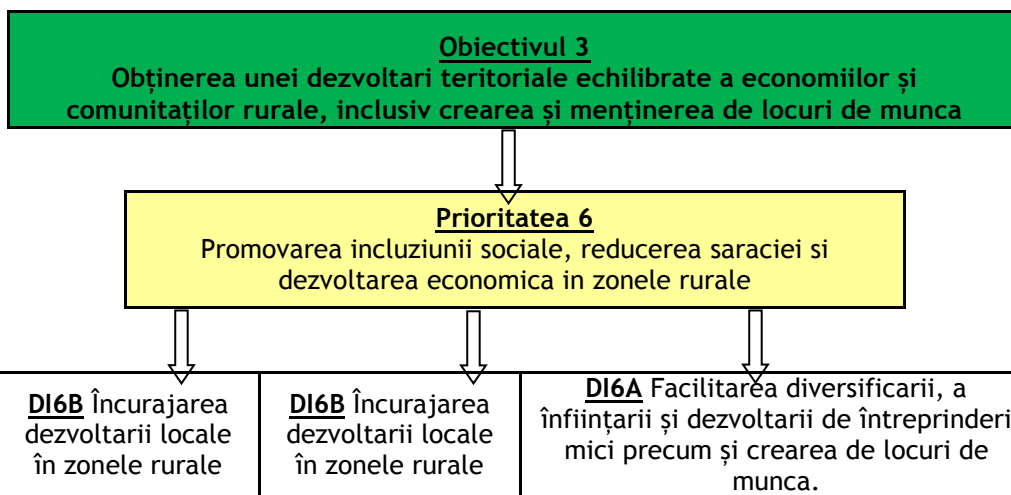 Obiectivul 3
Obținerea unei dezvoltari teritoriale echilibrate a economiilor și
comunitaților rurale, inclusiv crearea și menținerea de locuri de munca
Prioritatea 6
Promovarea incluziunii sociale, reducerea saraciei si
dezvoltarea economica in zonele rurale
DI6B Încurajarea
dezvoltarii locale
în zonele rurale
DI6B Încurajarea
dezvoltarii locale
în zonele rurale
DI6A Facilitarea diversificarii, a
înființarii și dezvoltarii de întreprinderi
mici precum și crearea de locuri de
munca.